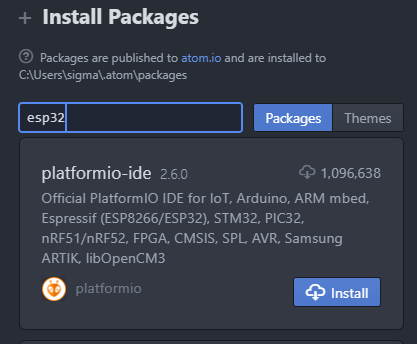 + Install Packages
? Packages are published to atom.io and are installed to
C:\Users\sigma\.atom\packages
esp32
Packages Themes
platformio-ide 2.6.0 1,096,638
Official PlatformIO IDE for IoT, Arduino, ARM mbed,
Espressif (ESP8266/ESP32), STM32, PIC32,
nRF51/nRF52, FPGA, CMSIS, SPL, AVR, Samsung
ARTIK, libOpenCM3
platformio
Install